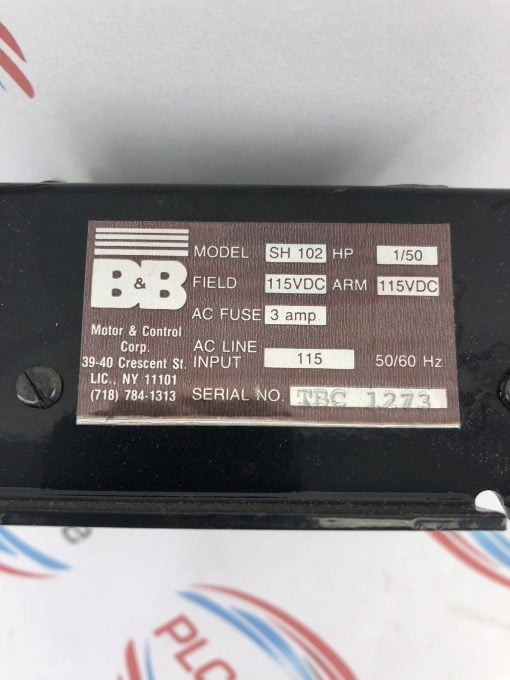 B&B
Motor & Control
Corp.
39-40 Crescent St.
LIC., NY 11101
(718) 784-1313
MODEL SH 102 HP 1/50
FIELD 115VDC ARM 115VDC
AC FUSE 3 amp
AC LINE
INPUT 115 50/60 Hz
SERIAL NO. TBC 1273
PLC